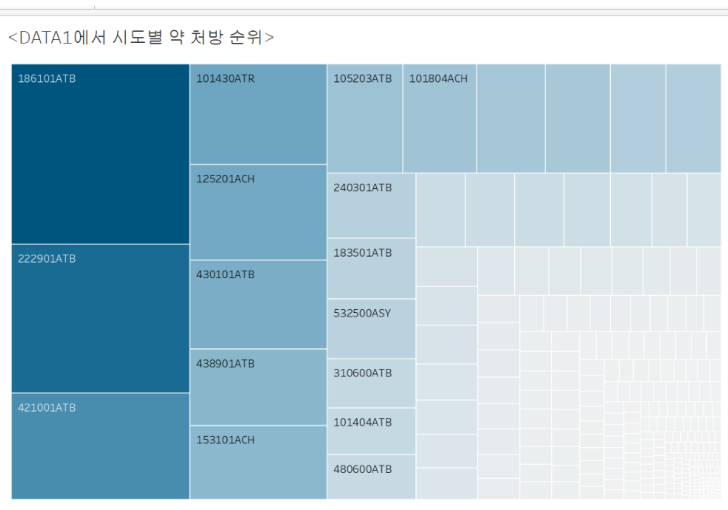 <DATA1에서 시도별 약 처방 순위>
186101ATB
222901ATB
421001ATB
101430ATR
125201ACH
430101ATB
438901ATB
153101ACH
105203ATB
101804ACH
240301ATB
183501ATB
532500ASY
310600ATB
101404ATB
480600ATB